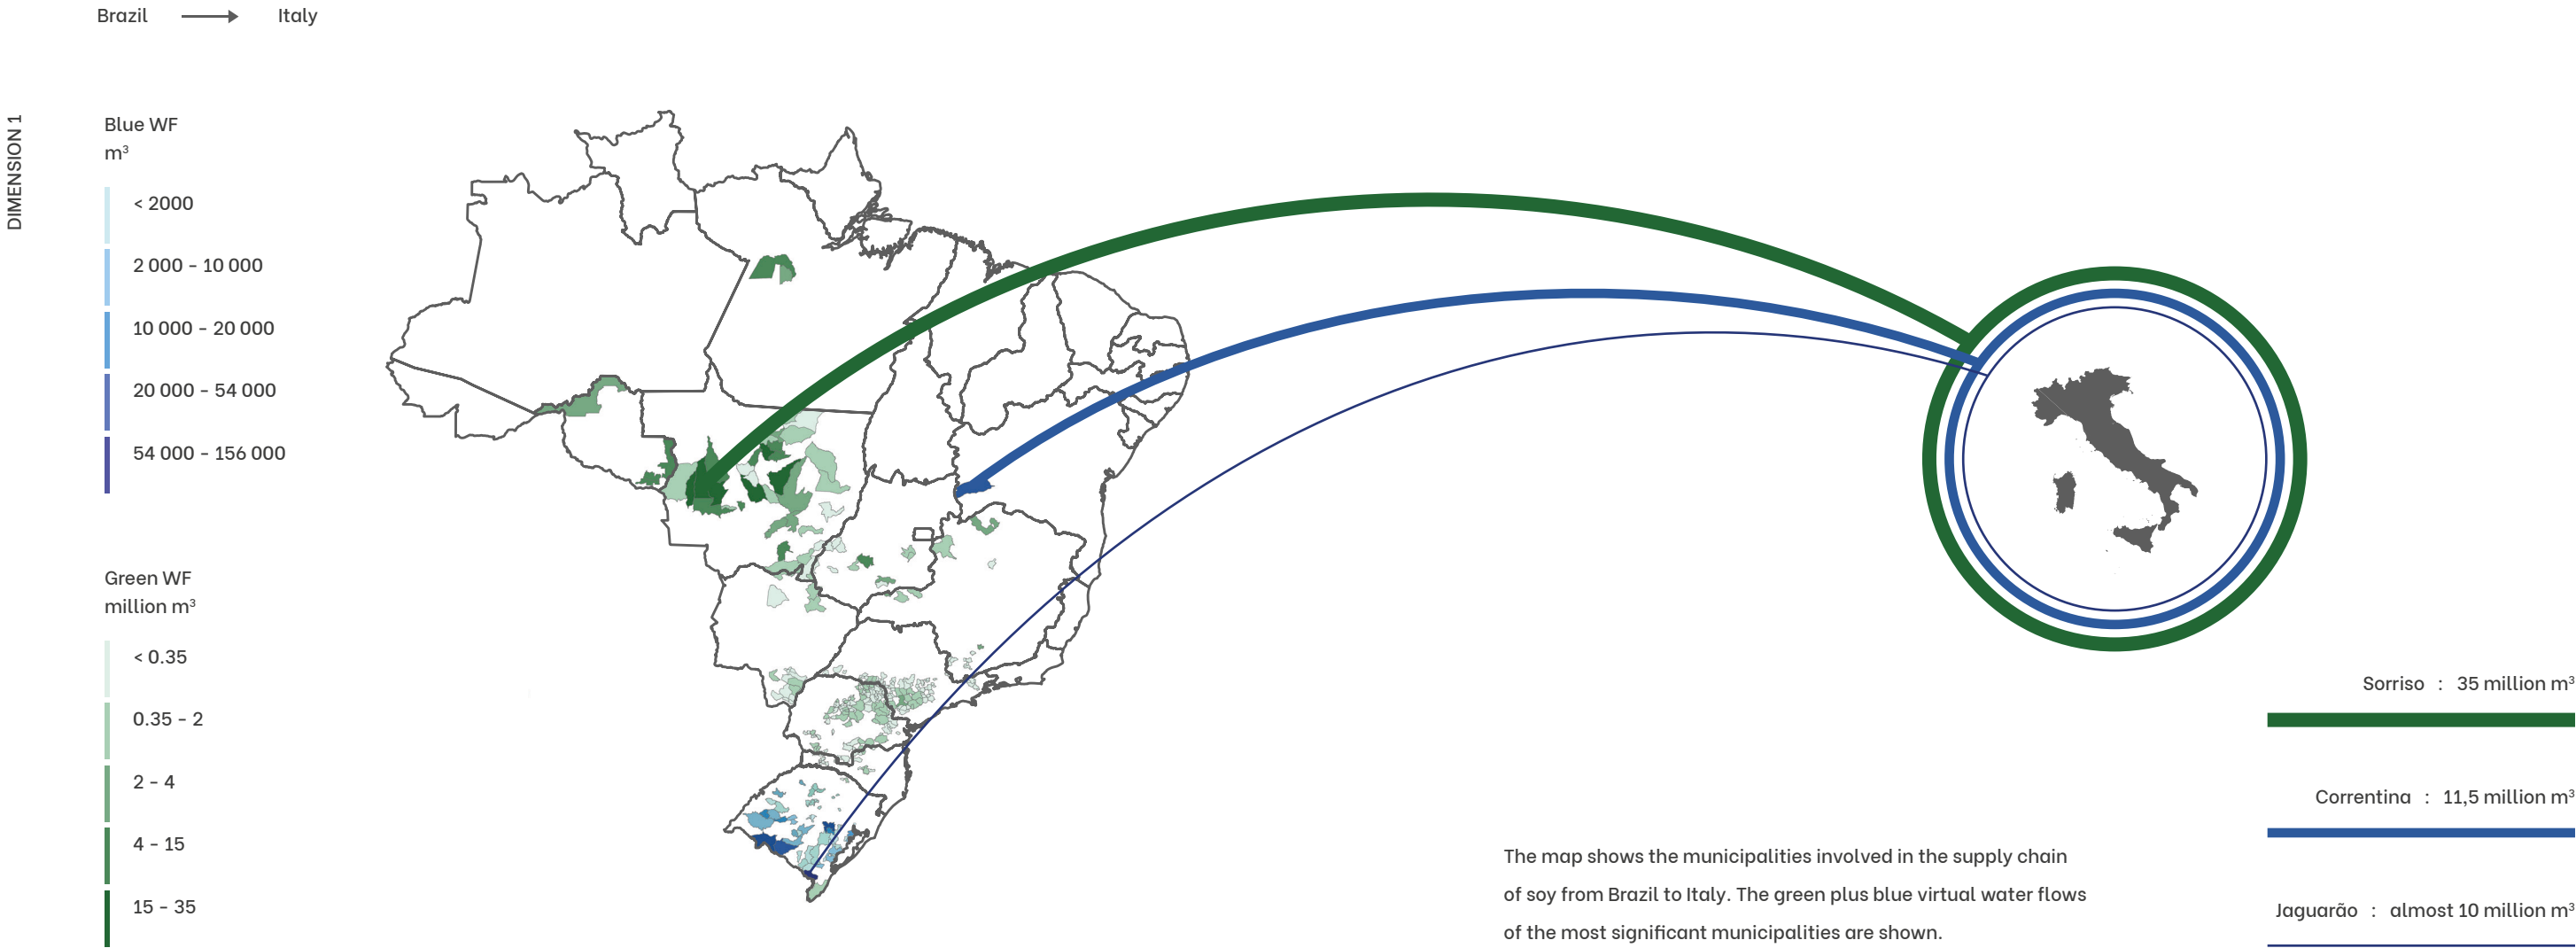 Brazil → Italy
DIMENSION 1
Blue WF
m³
< 2000
2 000 - 10 000
10 000 - 20 000
20 000 - 54 000
54 000 - 156 000
Green WF
million m³
< 0.35
0.35 - 2
2 - 4
4 - 15
15 - 35
The map shows the municipalities involved in the supply chain
of soy from Brazil to Italy. The green plus blue virtual water flows
of the most significant municipalities are shown.
Sorriso : 35 million m³
Correntina : 11,5 million m³
Jaguarão : almost 10 million m³